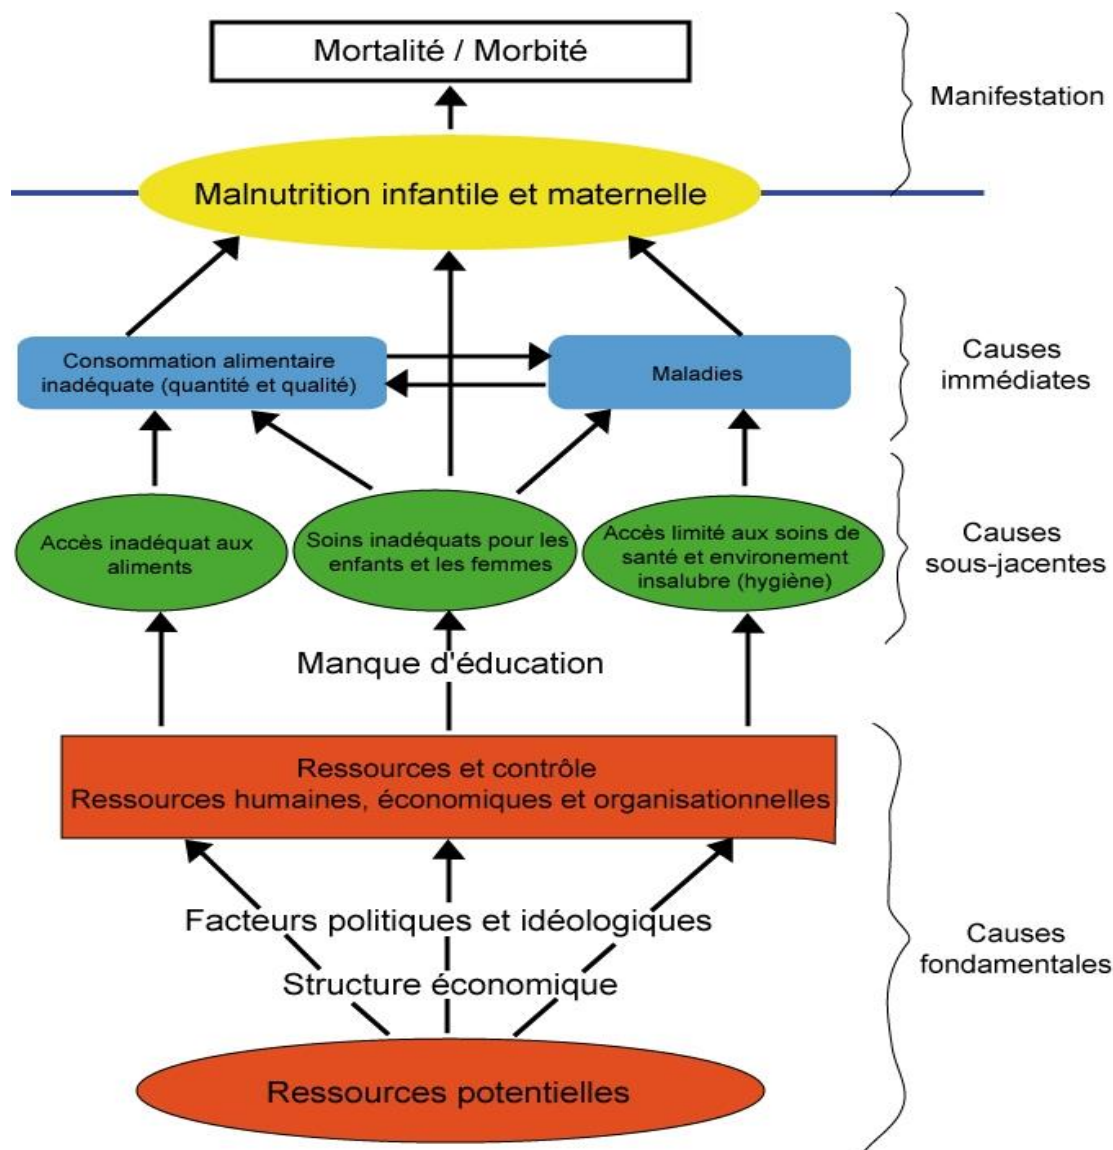 Mortalité / Morbité
Manifestation
Malnutrition infantile et maternelle
Consommation alimentaire
inadéquate (quantité et qualité)
Maladies
Causes
immédiates
Accès inadéquat aux
aliments
Soins inadéquats pour les
enfants et les femmes
Accès limité aux soins de
santé et environement
insalubre (hygiène)
Causes
sous-jacentes
Manque d'éducation
Ressources et contrôle
Ressources humaines, économiques et organisationnelles
Facteurs politiques et idéologiques
Structure économique
Causes
fondamentales
Ressources potentielles